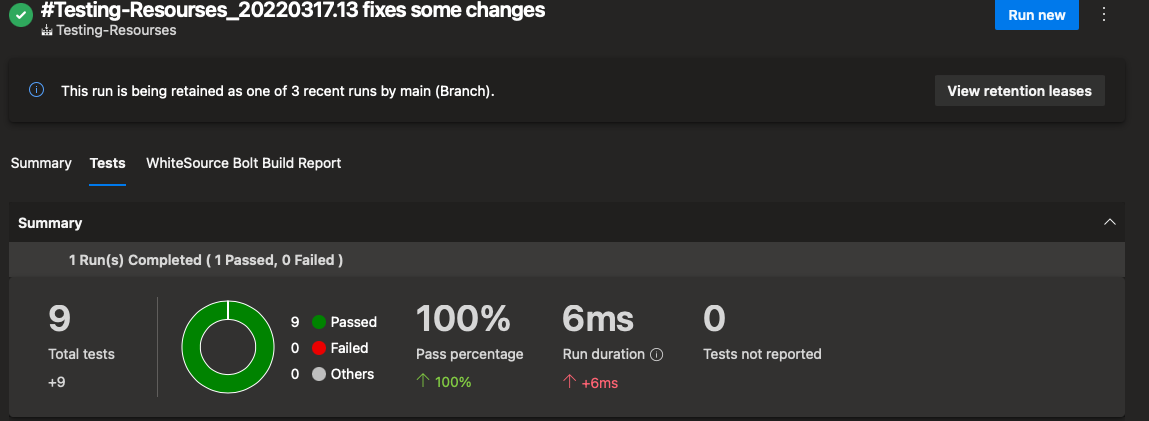 #Testing-Resourses_20220317.13 fixes some changes
Run new
Testing-Resourses
This run is being retained as one of 3 recent runs by main (Branch).
View retention leases
Summary Tests WhiteSource Bolt Build Report
Summary
1 Run(s) Completed ( 1 Passed, 0 Failed )
9
Total tests
+9
9 Passed
0 Failed
0 Others
100%
Pass percentage
100%
6ms
Run duration
+6ms
0
Tests not reported